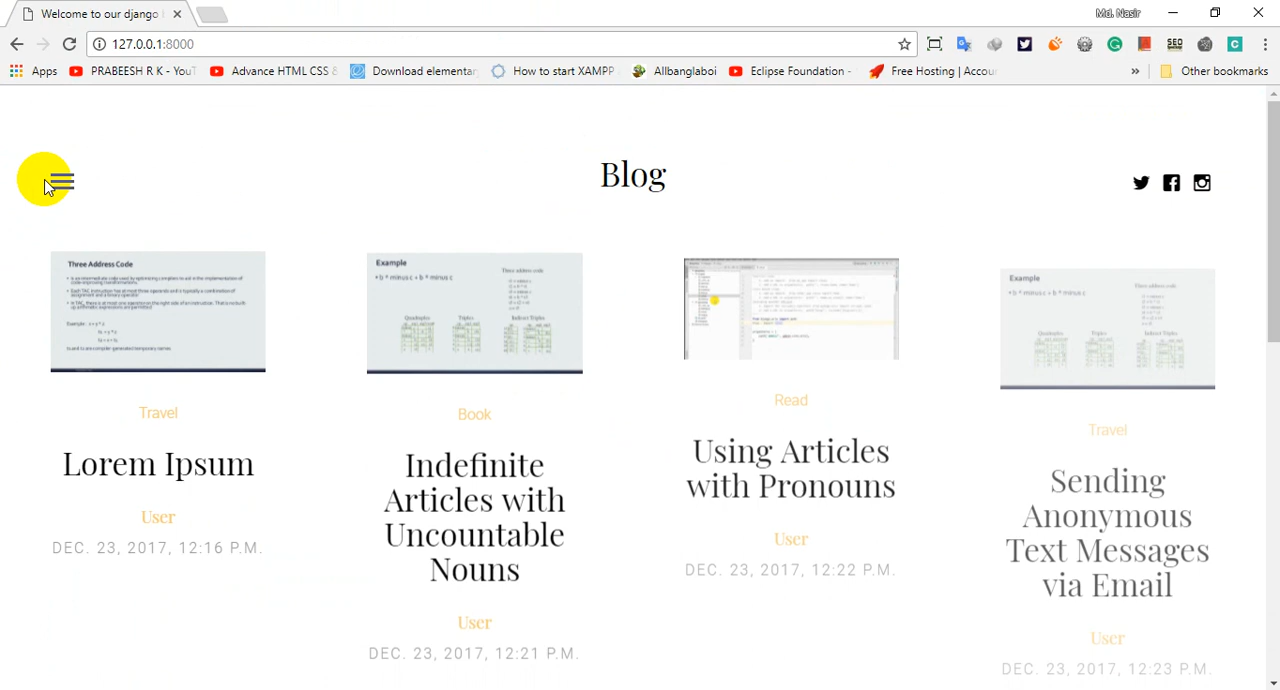 Welcome to our django
Md. Nasir
127.0.0.1:8000
Apps
PRABEESH R K - YouT
Advance HTML CSS &
Download elementar
How to start XAMPP
Allbanglaboi
Eclipse Foundation -
Free Hosting | Accou
»
Other bookmarks
SEO
Blog
Three Address Code
Example
Example
Travel
Lorem Ipsum
User
DEC. 23, 2017, 12:16 P.M.
Book
Indefinite
Articles with
Uncountable
Nouns
User
DEC. 23, 2017, 12:21 P.M.
Read
Using Articles
with Pronouns
User
DEC. 23, 2017, 12:22 P.M.
Travel
Sending
Anonymous
Text Messages
via Email
User
DEC. 23, 2017, 12:23 P.M.